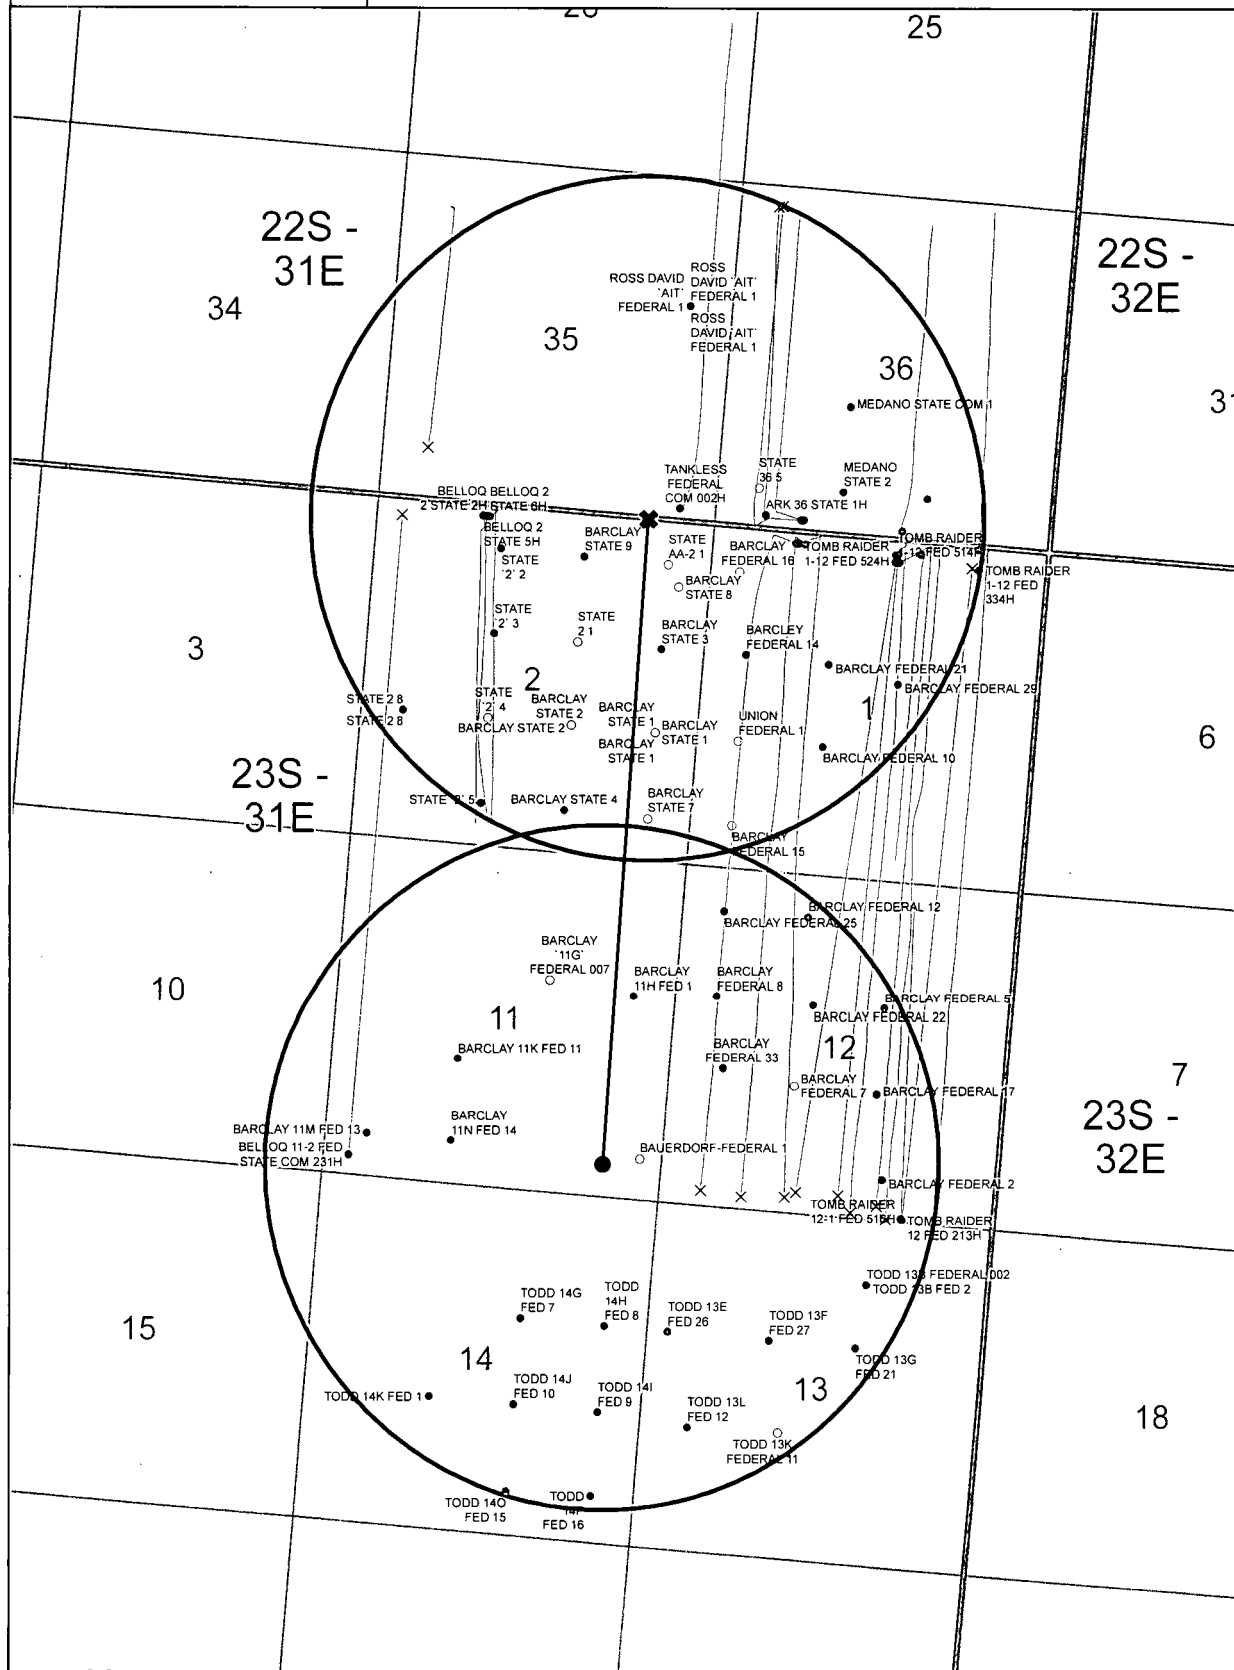 25
22S -
31E
22S -
32E
34
35
36
ROSS DAVID
'AIT'
FEDERAL 1
ROSS
DAVID 'AIT'
FEDERAL 1
ROSS
DAVID 'AIT'
FEDERAL 1
MEDANO STATE COM 1
TANKLESS
FEDERAL
COM 002H
STATE
36 5
MEDANO
STATE 2
ARK 36 STATE 1H
BELLOQ
2 STATE 2H
BELLOQ 2
STATE 6H
BELLOQ 2
STATE 5H
STATE
'2' 2
BARCLAY
STATE 9
STATE
AA-2 1
BARCLAY
FEDERAL 16
TOMB RAIDER
1-12 FED 524H
TOMB RAIDER
1-12 FED 514H
TOMB RAIDER
1-12 FED
334H
BARCLAY
STATE 8
STATE
'2' 3
STATE
2 1
BARCLAY
STATE 3
BARCLEY
FEDERAL 14
BARCLAY FEDERAL 21
BARCLAY FEDERAL 29
3
2
1
6
STATE 2 8
STATE 2 8
STATE
'2' 4
BARCLAY
STATE 2
BARCLAY STATE 2
BARCLAY
STATE 1
BARCLAY
STATE 1
BARCLAY
STATE 1
UNION
FEDERAL 1
BARCLAY FEDERAL 10
23S -
31E
STATE '2' 5
BARCLAY STATE 4
BARCLAY
STATE 7
BARCLAY
FEDERAL 15
BARCLAY FEDERAL 12
BARCLAY FEDERAL 25
BARCLAY
'11G'
FEDERAL 007
BARCLAY
11H FED 1
BARCLAY
FEDERAL 8
BARCLAY FEDERAL 5
BARCLAY FEDERAL 22
10
11
12
7
BARCLAY 11K FED 11
BARCLAY
FEDERAL 33
BARCLAY
FEDERAL 7
BARCLAY FEDERAL 17
23S -
32E
BARCLAY 11M FED 13
BELLOQ 11-2 FED
STATE COM 231H
BARCLAY
11N FED 14
BAUERDORF-FEDERAL 1
BARCLAY FEDERAL 2
TOMB RAIDER
12-1 FED 515H
TOMB RAIDER
12 FED 213H
TODD 13B FEDERAL 002
TODD 13B FED 2
TODD 14G
FED 7
TODD
14H
FED 8
TODD 13E
FED 26
TODD 13F
FED 27
TODD 13G
FED 21
15
14
13
18
TODD 14K FED 1
TODD 14J
FED 10
TODD 14I
FED 9
TODD 13L
FED 12
TODD 13K
FEDERAL 11
TODD 14O
FED 15
TODD
14P
FED 16